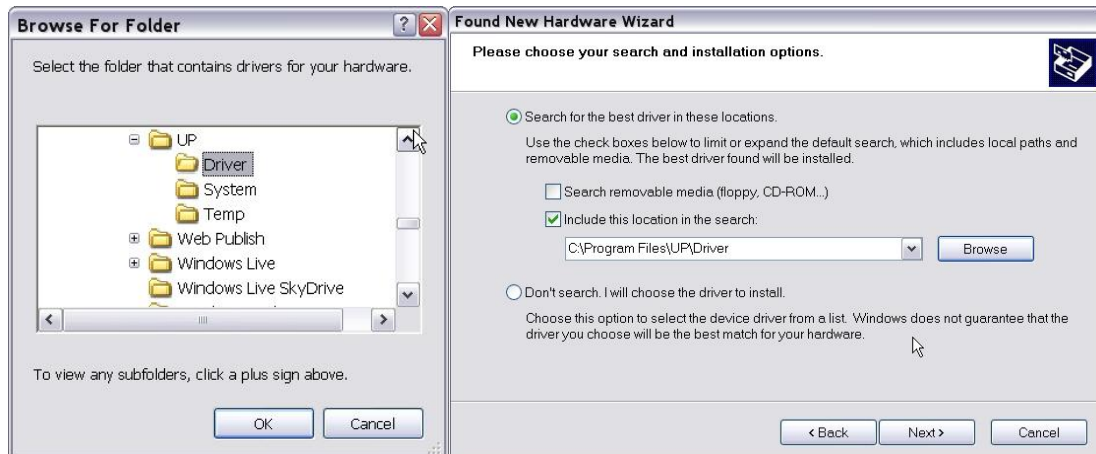 Browse For Folder
Select the folder that contains drivers for your hardware.
UP
Driver
System
Temp
Web Publish
Windows Live
Windows Live SkyDrive
To view any subfolders, click a plus sign above.
OK
Cancel
Found New Hardware Wizard
Please choose your search and installation options.
Search for the best driver in these locations.
Use the check boxes below to limit or expand the default search, which includes local paths and
removable media. The best driver found will be installed.
Search removable media (floppy, CD-ROM...)
Include this location in the search:
C:\Program Files\UP\Driver
Browse
Don't search. I will choose the driver to install.
Choose this option to select the device driver from a list. Windows does not guarantee that the
driver you choose will be the best match for your hardware.
< Back
Next >
Cancel